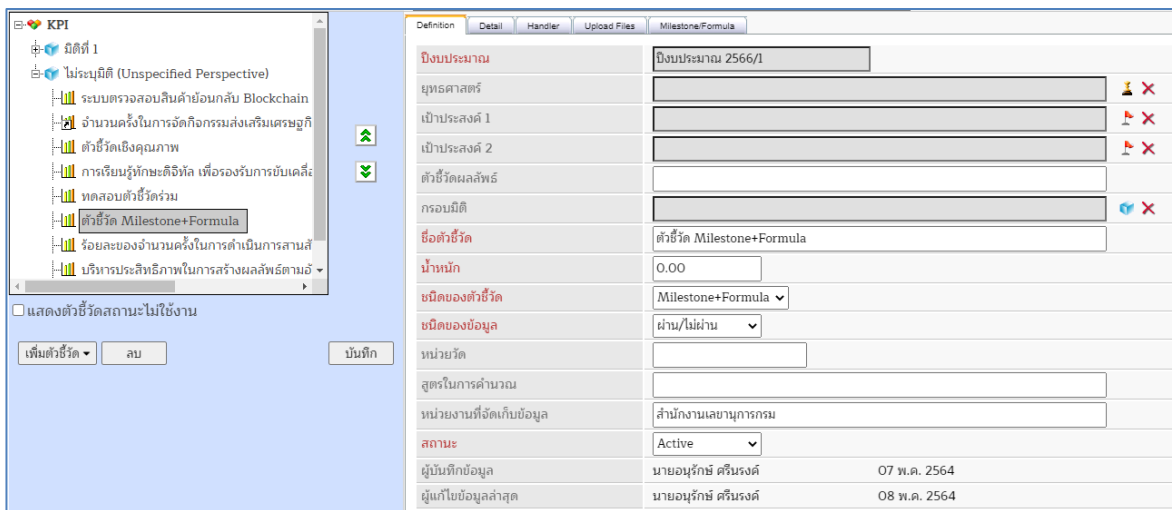 KPI
มิติที่ 1
ไม่ระบุมิติ (Unspecified Perspective)
ระบบตรวจสอบสินค้าย้อนกลับ Blockchain
จำนวนครั้งในการจัดกิจกรรมส่งเสริมเศรษฐกิ
ตัวชี้วัดเชิงคุณภาพ
การเรียนรู้ทักษะดิจิทัล เพื่อรองรับการขับเคลื่อ
ทดสอบตัวชี้วัดร่วม
ตัวชี้วัด Milestone+Formula
ร้อยละของจำนวนครั้งในการดำเนินการสานสั
บริหารประสิทธิภาพในการสร้างผลลัพธ์ตามอั
แสดงตัวชี้วัดสถานะไม่ใช้งาน
เพิ่มตัวชี้วัด ลบ บันทึก
Definition Detail Handler Upload Files Milestone/Formula
ปีงบประมาณ ปีงบประมาณ 2566/1
ยุทธศาสตร์
เป้าประสงค์ 1
เป้าประสงค์ 2
ตัวชี้วัดผลลัพธ์
กรอบมิติ
ชื่อตัวชี้วัด ตัวชี้วัด Milestone+Formula
น้ำหนัก 0.00
ชนิดของตัวชี้วัด Milestone+Formula
ชนิดของข้อมูล ผ่าน/ไม่ผ่าน
หน่วยวัด
สูตรในการคำนวณ
หน่วยงานที่จัดเก็บข้อมูล สำนักงานเลขานุการกรม
สถานะ Active
ผู้บันทึกข้อมูล นายอนุรักษ์ ศรีนรงค์ 07 พ.ค. 2564
ผู้แก้ไขข้อมูลล่าสุด นายอนุรักษ์ ศรีนรงค์ 08 พ.ค. 2564